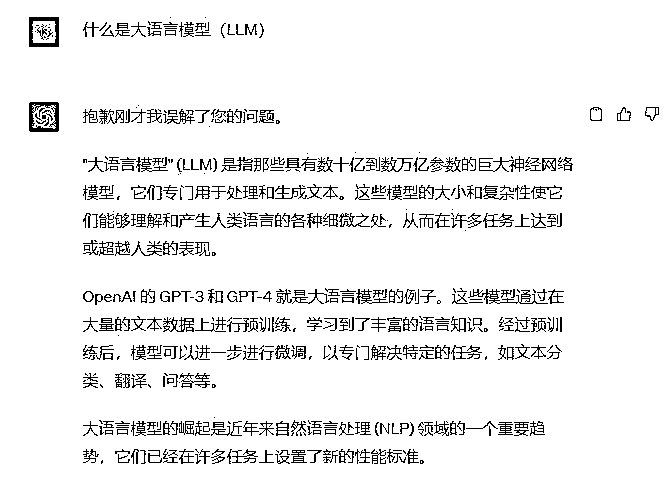 什么是大语言模型（LLM）
抱歉刚才我误解了您的问题。
"大语言模型" (LLM) 是指那些具有数十亿到数万亿参数的巨大神经网络
模型，它们专门用于处理和生成文本。这些模型的大小和复杂性使它
们能够理解和产生人类语言的各种细微之处，从而在许多任务上达到
或超越人类的表现。
OpenAI 的 GPT-3 和 GPT-4 就是大语言模型的例子。这些模型通过在
大量的文本数据上进行预训练，学习到了丰富的语言知识。经过预训
练后，模型可以进一步进行微调，以专门解决特定的任务，如文本分
类、翻译、问答等。
大语言模型的崛起是近年来自然语言处理 (NLP) 领域的一个重要趋
势，它们已经在许多任务上设置了新的性能标准。